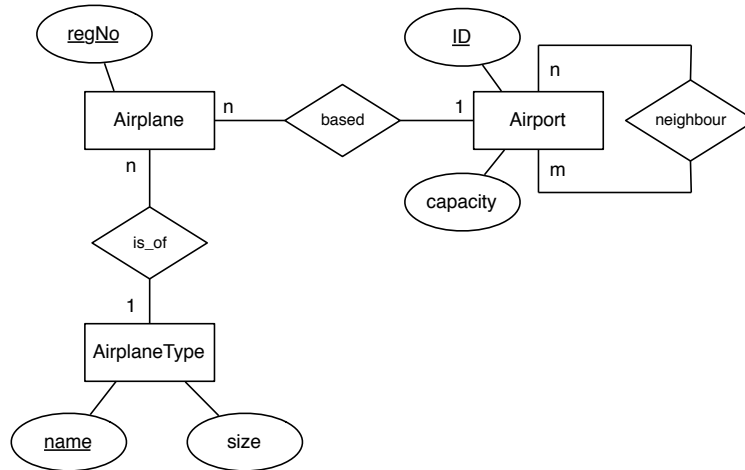 regNo
ID
Airplane
n
based
1
Airport
n
neighbour
n
m
capacity
is_of
1
AirplaneType
name
size